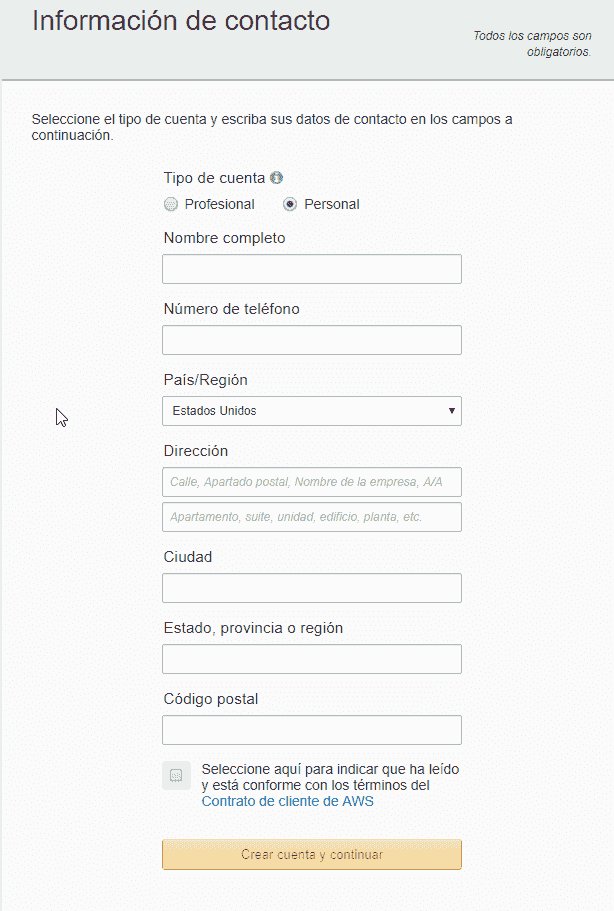 Información de contacto
Todos los campos son
obligatorios.
Seleccione el tipo de cuenta y escriba sus datos de contacto en los campos a
continuación.
Tipo de cuenta
Profesional Personal
Nombre completo
Número de teléfono
País/Región
Estados Unidos
Dirección
Calle, Apartado postal, Nombre de la empresa, A/A
Apartamento, suite, unidad, edificio, planta, etc.
Ciudad
Estado, provincia o región
Código postal
Seleccione aquí para indicar que ha leído
y está conforme con los términos del
Contrato de cliente de AWS
Crear cuenta y continuar